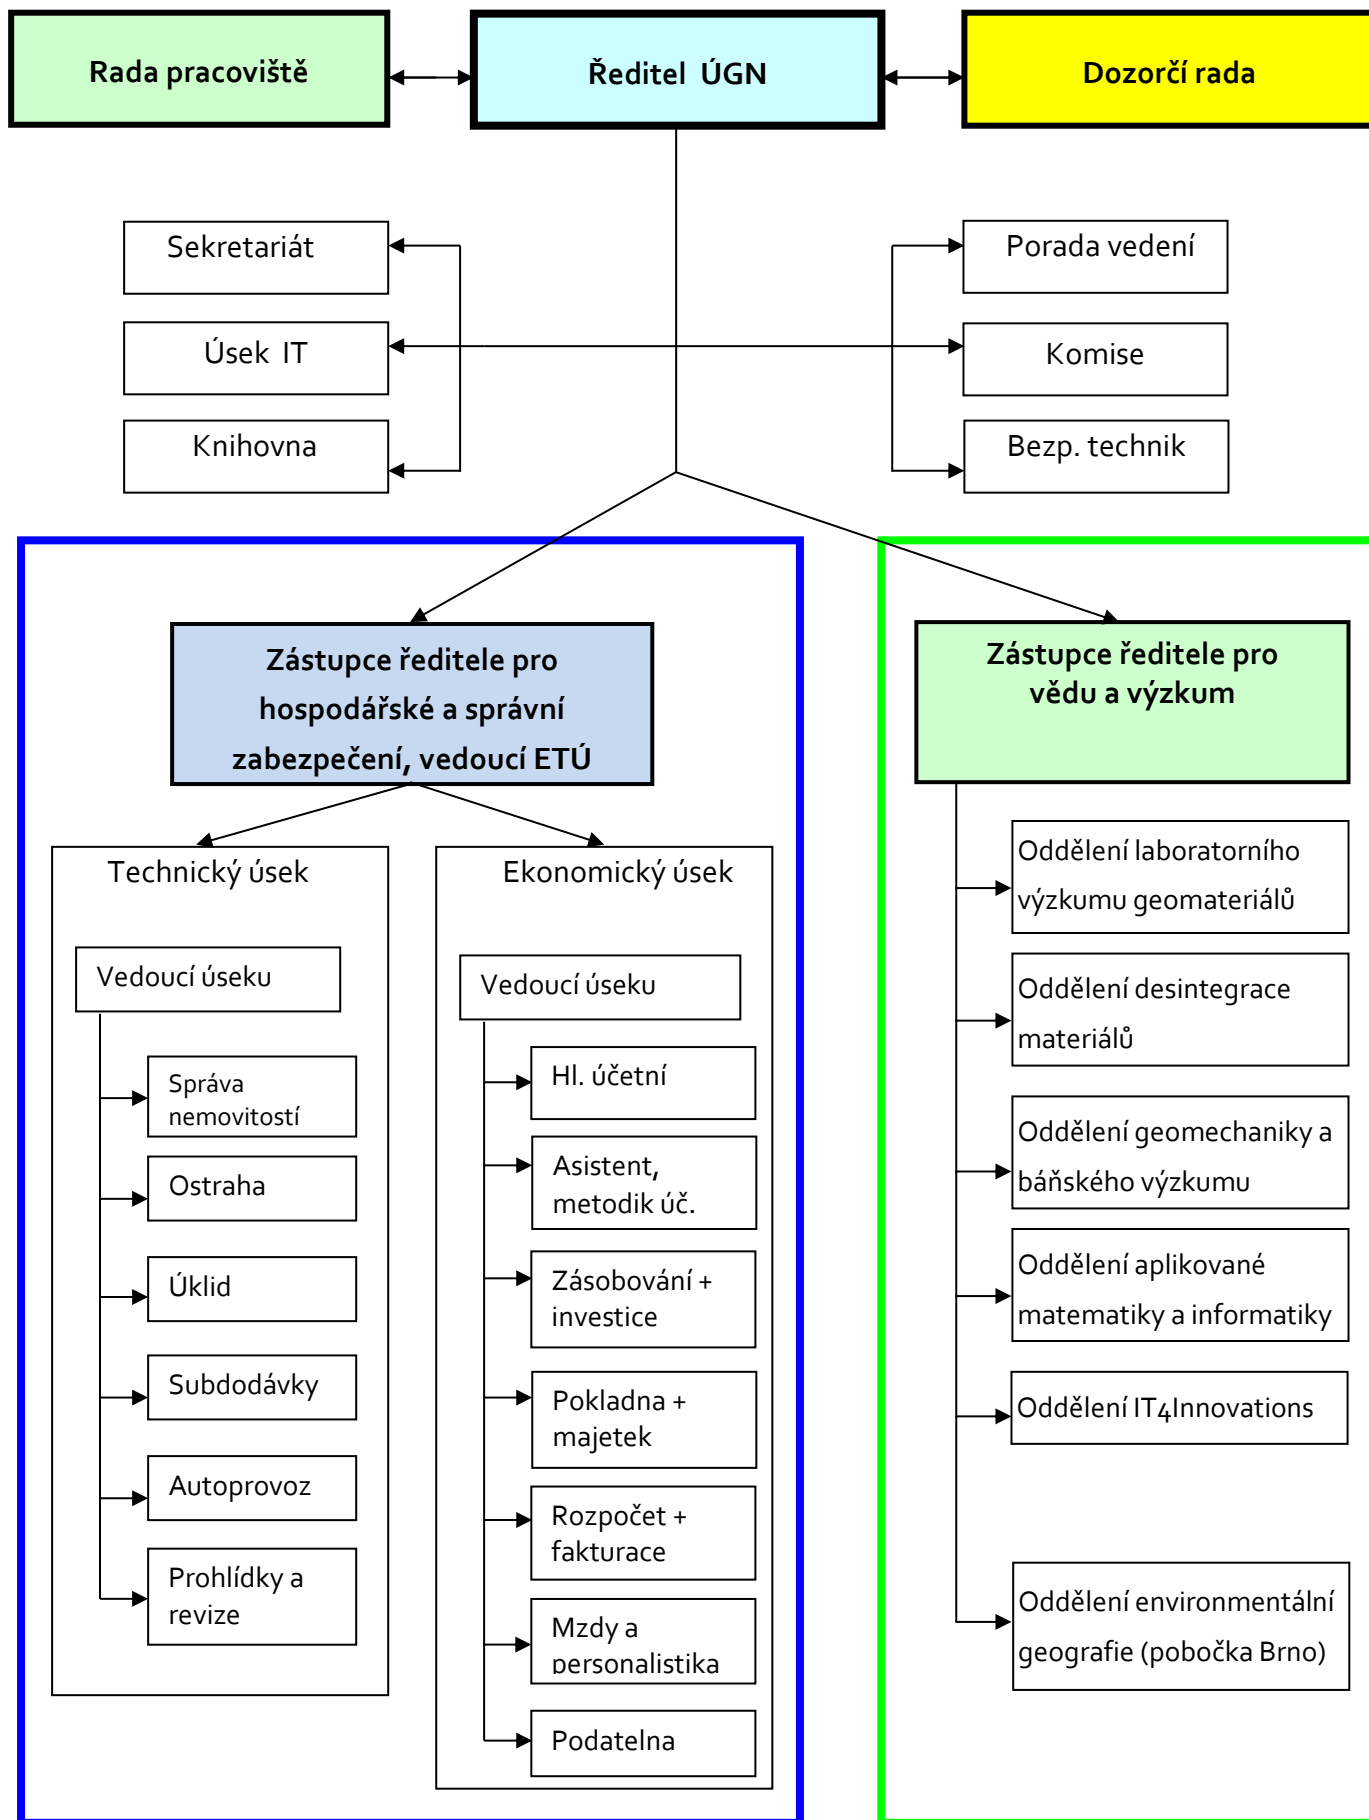 Rada pracoviště
Ředitel ÚGN
Dozorčí rada
Sekretariát
Porada vedení
Úsek IT
Komise
Knihovna
Bezp. technik
Zástupce ředitele pro
hospodářské a správní
zabezpečení, vedoucí ETÚ
Zástupce ředitele pro
vědu a výzkum
Technický úsek
Vedoucí úseku
Správa
nemovitostí
Ostraha
Úklid
Subdodávky
Autoprovoz
Prohlídky a
revize
Ekonomický úsek
Vedoucí úseku
Hl. účetní
Asistent,
metodik úč.
Zásobování +
investice
Pokladna +
majetek
Rozpočet +
fakturace
Mzdy a
personalistika
Podatelna
Oddělení laboratorního
výzkumu geomateriálů
Oddělení desintegrace
materiálů
Oddělení geomechaniky a
báňského výzkumu
Oddělení aplikované
matematiky a informatiky
Oddělení IT4Innovations
Oddělení environmentální
geografie (pobočka Brno)